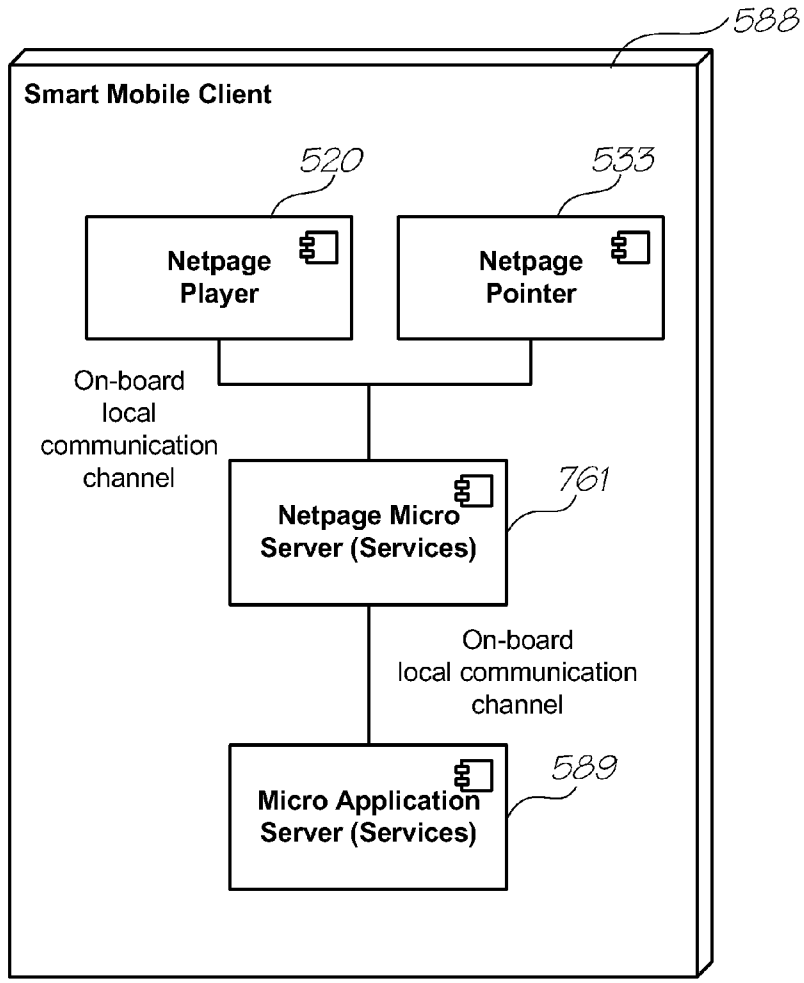 588
Smart Mobile Client
520
533
Netpage
Player
Netpage
Pointer
On-board
local
communication
channel
761
Netpage Micro
Server (Services)
On-board
local communication
channel
589
Micro Application
Server (Services)